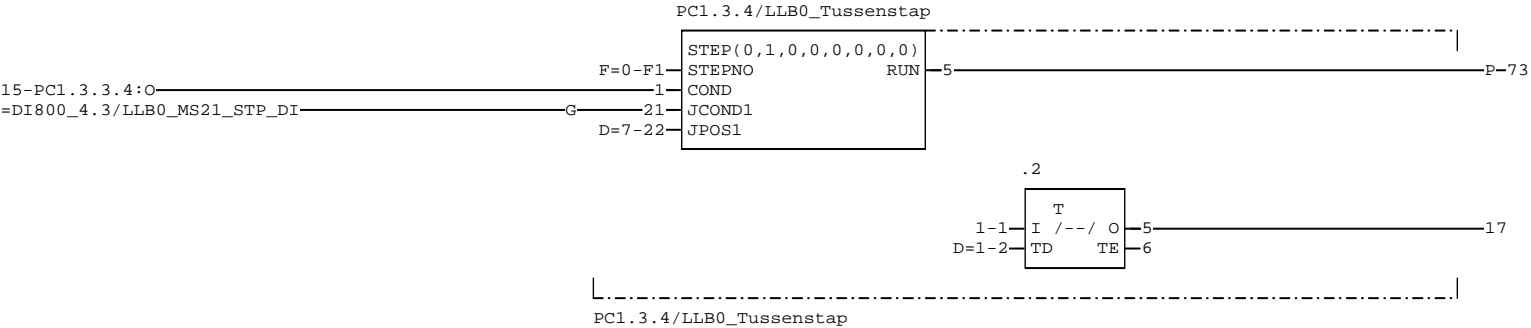 PC1.3.4/LLB0_Tussenstap
STEP(0,1,0,0,0,0,0,0)
F=0-F1 STEPNO RUN 5 P-73
15-PC1.3.3.4:O 1 COND
=DI800_4.3/LLB0_MS21_STP_DI G 21 JCOND1
D=7-22 JPOS1
.2
T
1-1 I /--/ O 5 17
D=1-2 TD TE 6
PC1.3.4/LLB0_Tussenstap